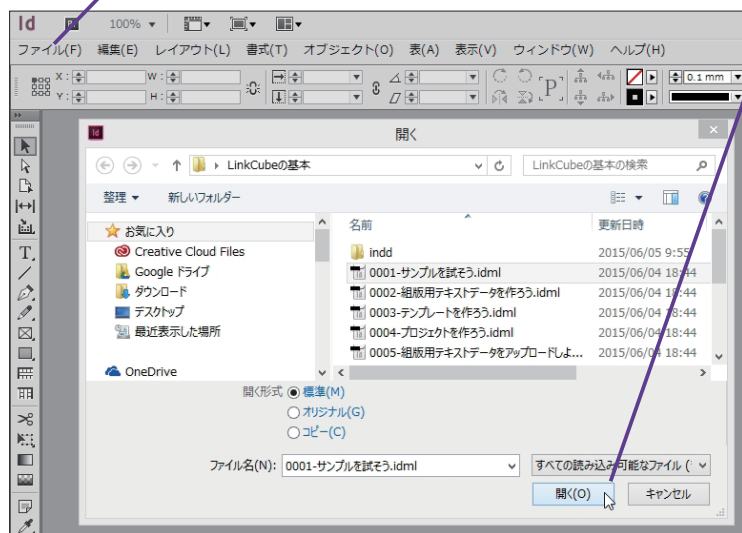 Id Br 100%
ファイル(F) 編集(E) レイアウト(L) 書式(T) オブジェクト(O) 表(A) 表示(V) ウィンドウ(W) ヘルプ(H)
X: W: 0.1 mm
Y: H: P
Id 開く
LinkCubeの基本 LinkCubeの基本の検索
整理 新しいフォルダー
お気に入り
Creative Cloud Files
Google ドライブ
ダウンロード
デスクトップ
最近表示した場所
OneDrive
名前 更新日時
indd 2015/06/05 9:55
0001-サンプルを試そう.idml 2015/06/04 18:44
0002-組版用テキストデータを作ろう.idml 2015/06/04 18:44
0003-テンプレートを作ろう.idml 2015/06/04 18:44
0004-プロジェクトを作ろう.idml 2015/06/04 18:44
0005-組版用テキストデータをアップロードしよ... 2015/06/04 18:44
開く形式 標準(M)
オリジナル(G)
コピー(C)
ファイル名(N): 0001-サンプルを試そう.idml すべての読み込み可能なファイル (
開く(O) キャンセル